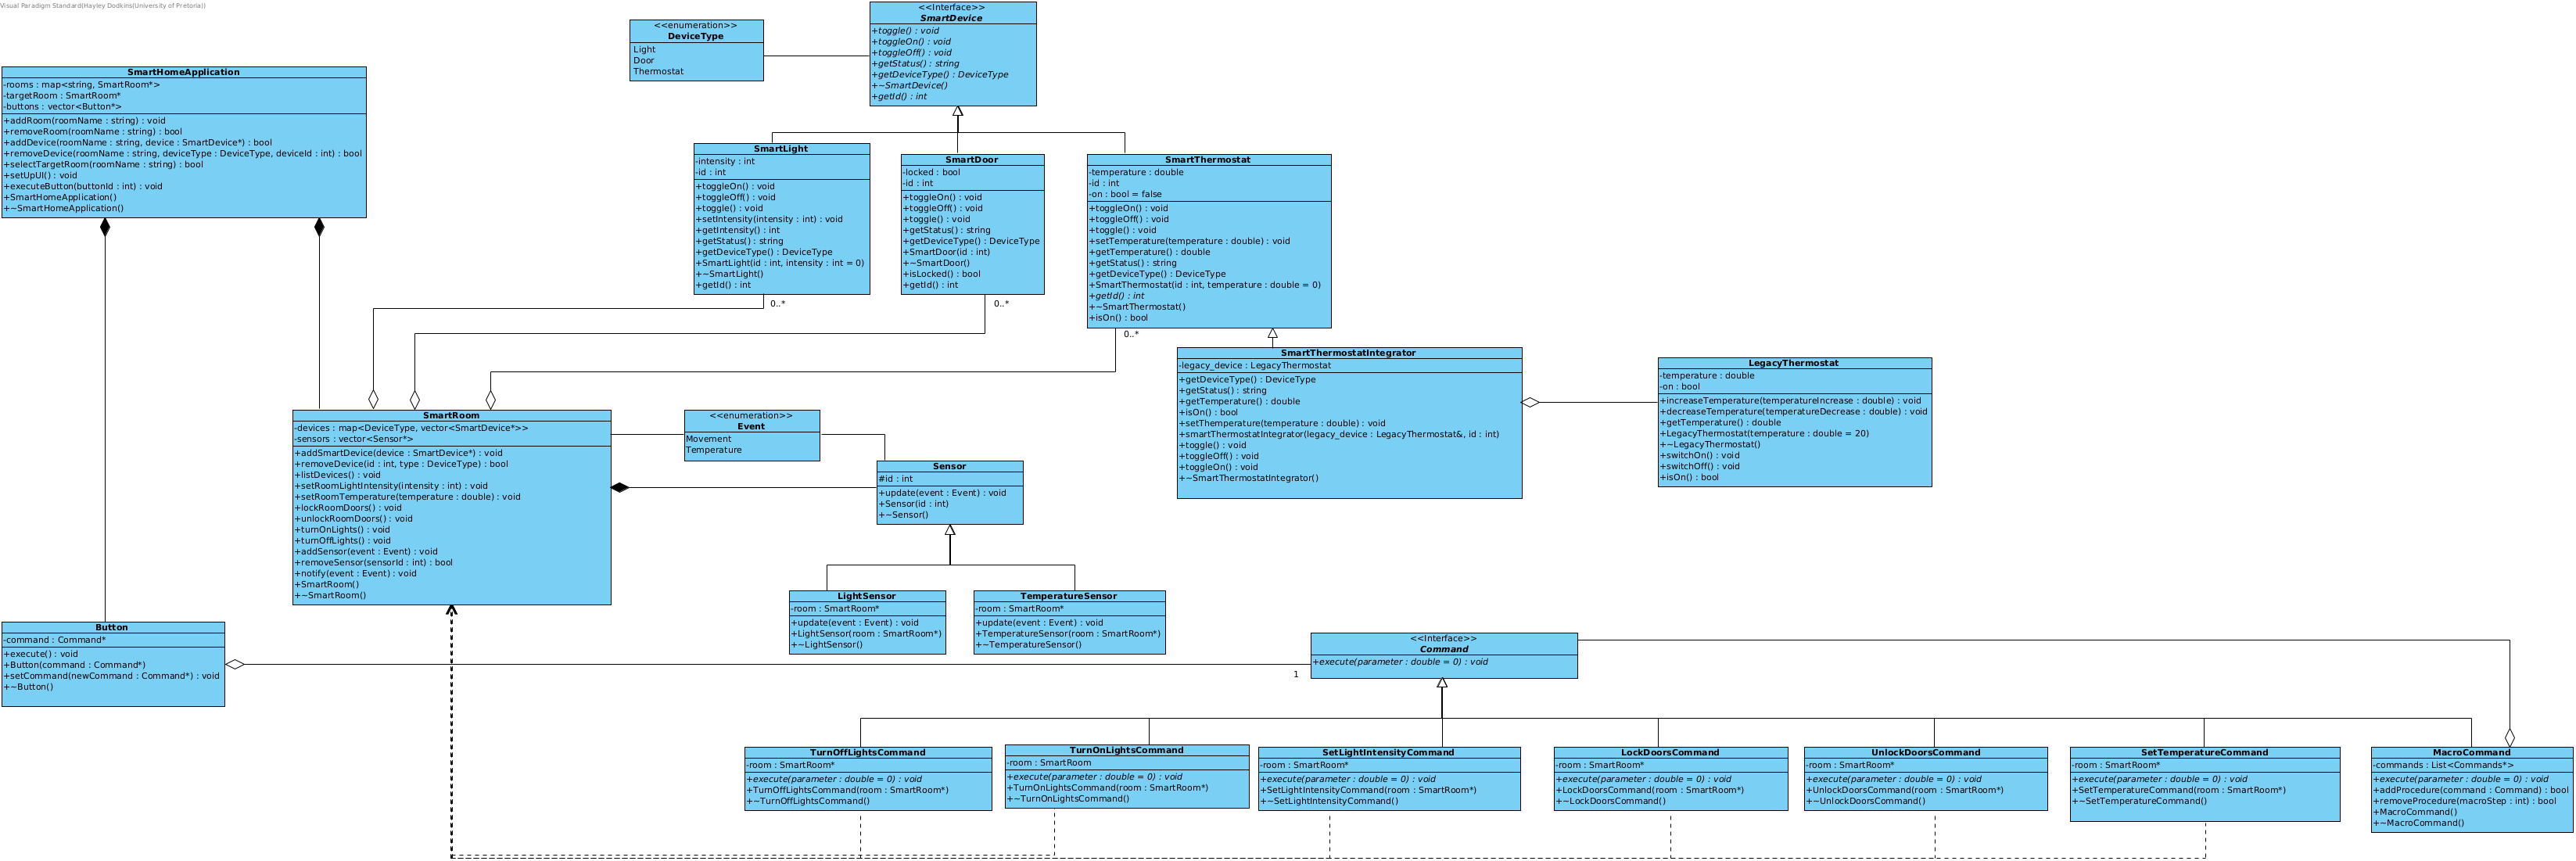 Visual Paradigm Standard(Hayley Dodkins(University of Pretoria))
<<Interface>>
SmartDevice
+toggle() : void
+toggleOn() : void
+toggleOff() : void
+getStatus() : string
+getDeviceType() : DeviceType
+~SmartDevice()
+getId() : int
<<enumeration>>
DeviceType
Light
Door
Thermostat
SmartHomeApplication
-rooms : map<string, SmartRoom*>
-targetRoom : SmartRoom*
-buttons : vector<Button*>
+addRoom(roomName : string) : void
+removeRoom(roomName : string) : bool
+addDevice(roomName : string, device : SmartDevice*) : bool
+removeDevice(roomName : string, deviceType : DeviceType, deviceId : int) : bool
+selectTargetRoom(roomName : string) : bool
+setUpUI() : void
+executeButton(buttonId : int) : void
+SmartHomeApplication()
+~SmartHomeApplication()
SmartLight
-intensity : int
-id : int
+toggleOn() : void
+toggleOff() : void
+toggle() : void
+setIntensity(intensity : int) : void
+getIntensity() : int
+getStatus() : string
+getDeviceType() : DeviceType
+SmartLight(id : int, intensity : int = 0)
+~SmartLight()
+getId() : int
0..*
SmartDoor
-locked : bool
-id : int
+toggleOn() : void
+toggleOff() : void
+toggle() : void
+getStatus() : string
+getDeviceType() : DeviceType
+SmartDoor(id : int)
+~SmartDoor()
+isLocked() : bool
+getId() : int
0..*
SmartThermostat
-temperature : double
-id : int
-on : bool = false
+toggleOn() : void
+toggleOff() : void
+toggle() : void
+setTemperature(temperature : double) : void
+getTemperature() : double
+getStatus() : string
+getDeviceType() : DeviceType
+SmartThermostat(id : int, temperature : double = 0)
+getId() : int
+~SmartThermostat()
+isOn() : bool
0..*
SmartThermostatIntegrator
-legacy_device : LegacyThermostat
+getDeviceType() : DeviceType
+getStatus() : string
+getTemperature() : double
+isOn() : bool
+setThemperature(temperature : double) : void
+smartThermostatIntegrator(legacy_device : LegacyThermostat&, id : int)
+toggle() : void
+toggleOff() : void
+toggleOn() : void
+~SmartThermostatIntegrator()
LegacyThermostat
-temperature : double
-on : bool
+increaseTemperature(temperatureIncrease : double) : void
+decreaseTemperature(temperatureDecrease : double) : void
+getTemperature() : double
+LegacyThermostat(temperature : double = 20)
+~LegacyThermostat()
+switchOn() : void
+switchOff() : void
+isOn() : bool
SmartRoom
-devices : map<DeviceType, vector<SmartDevice*>>
-sensors : vector<Sensor*>
+addSmartDevice(device : SmartDevice*) : void
+removeDevice(id : int, type : DeviceType) : bool
+listDevices() : void
+setRoomLightIntensity(intensity : int) : void
+setRoomTemperature(temperature : double) : void
+lockRoomDoors() : void
+unlockRoomDoors() : void
+turnOnLights() : void
+turnOffLights() : void
+addSensor(event : Event) : void
+removeSensor(sensorId : int) : bool
+notify(event : Event) : void
+SmartRoom()
+~SmartRoom()
<<enumeration>>
Event
Movement
Temperature
Sensor
#id : int
+update(event : Event) : void
+Sensor(id : int)
+~Sensor()
LightSensor
-room : SmartRoom*
+update(event : Event) : void
+LightSensor(room : SmartRoom*)
+~LightSensor()
TemperatureSensor
-room : SmartRoom*
+update(event : Event) : void
+TemperatureSensor(room : SmartRoom*)
+~TemperatureSensor()
Button
-command : Command*
+execute() : void
+Button(command : Command*)
+setCommand(newCommand : Command*) : void
+~Button()
1
<<Interface>>
Command
+execute(parameter : double = 0) : void
TurnOffLightsCommand
-room : SmartRoom*
+execute(parameter : double = 0) : void
+TurnOffLightsCommand(room : SmartRoom*)
+~TurnOffLightsCommand()
TurnOnLightsCommand
-room : SmartRoom
+execute(parameter : double = 0) : void
+TurnOnLightsCommand(room : SmartRoom*)
+~TurnOnLightsCommand()
SetLightIntensityCommand
-room : SmartRoom*
+execute(parameter : double = 0) : void
+SetLightIntensityCommand(room : SmartRoom*)
+~SetLightIntensityCommand()
LockDoorsCommand
-room : SmartRoom*
+execute(parameter : double = 0) : void
+LockDoorsCommand(room : SmartRoom*)
+~LockDoorsCommand()
UnlockDoorsCommand
-room : SmartRoom*
+execute(parameter : double = 0) : void
+UnlockDoorsCommand(room : SmartRoom*)
+~UnlockDoorsCommand()
SetTemperatureCommand
-room : SmartRoom*
+execute(parameter : double = 0) : void
+SetTemperatureCommand(room : SmartRoom*)
+~SetTemperatureCommand()
MacroCommand
-commands : List<Commands*>
+execute(parameter : double = 0) : void
+addProcedure(command : Command) : bool
+removeProcedure(macroStep : int) : bool
+MacroCommand()
+~MacroCommand()